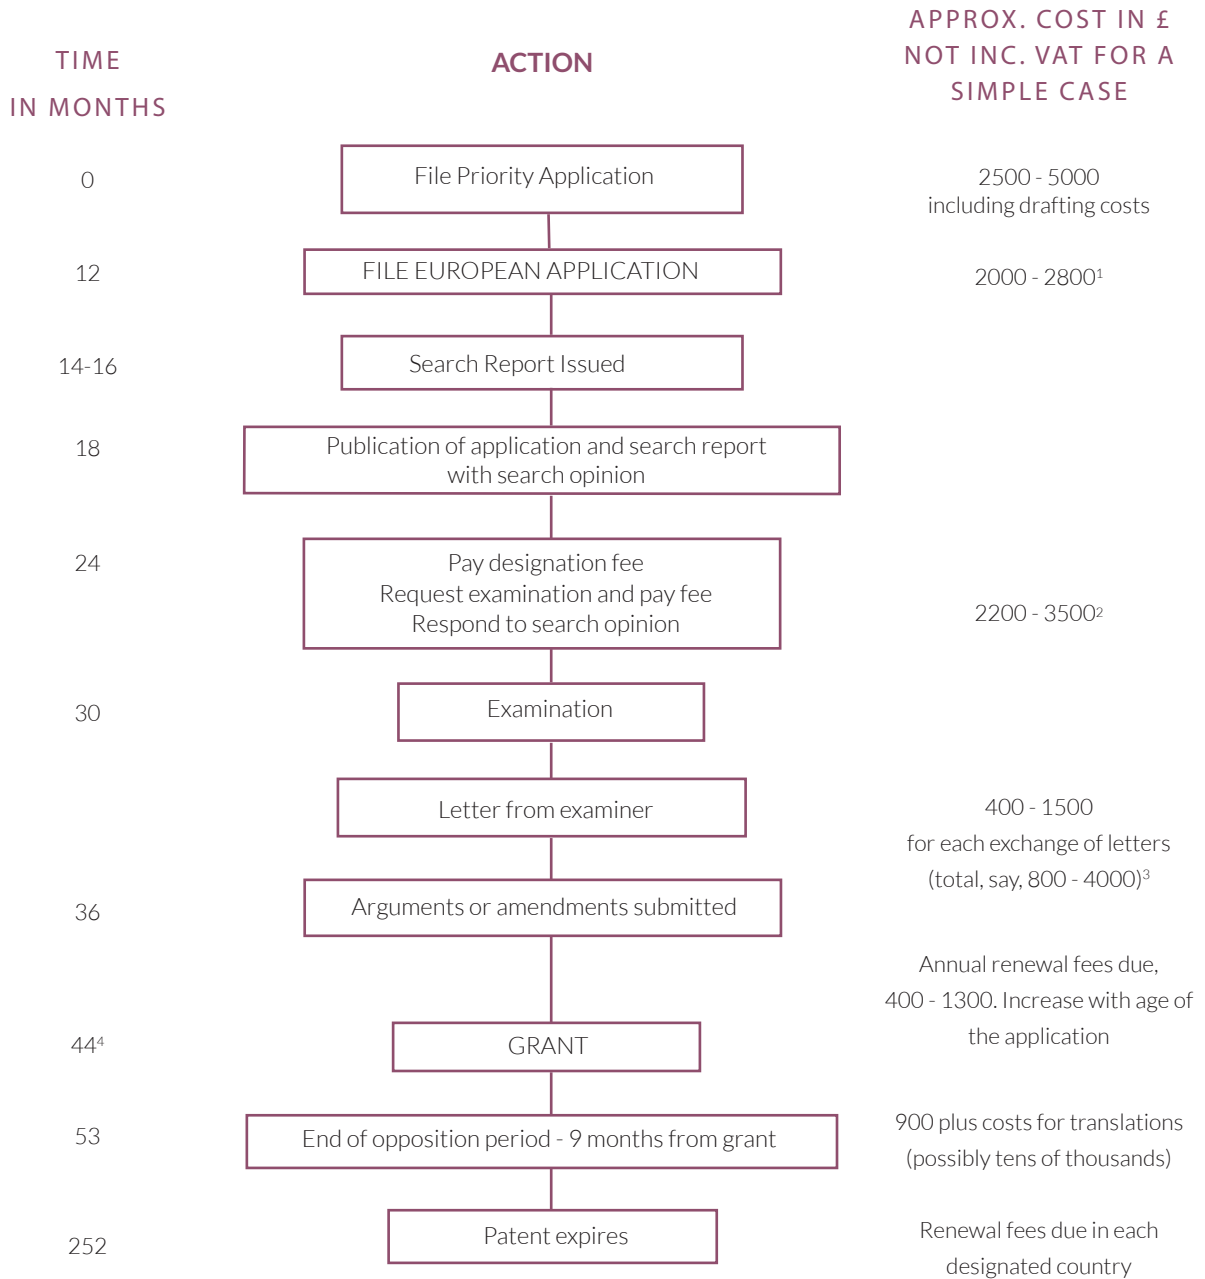 TIME
IN MONTHS
ACTION
APPROX. COST IN £
NOT INC. VAT FOR A
SIMPLE CASE
0
File Priority Application
2500 - 5000
including drafting costs
12
FILE EUROPEAN APPLICATION
2000 - 2800¹
14-16
Search Report Issued
18
Publication of application and search report
with search opinion
24
Pay designation fee
Request examination and pay fee
Respond to search opinion
2200 - 3500²
30
Examination
Letter from examiner
400 - 1500
for each exchange of letters
(total, say, 800 - 4000)³
36
Arguments or amendments submitted
Annual renewal fees due,
400 - 1300. Increase with age of
the application
44⁴
GRANT
53
End of opposition period - 9 months from grant
900 plus costs for translations
(possibly tens of thousands)
252
Patent expires
Renewal fees due in each
designated country